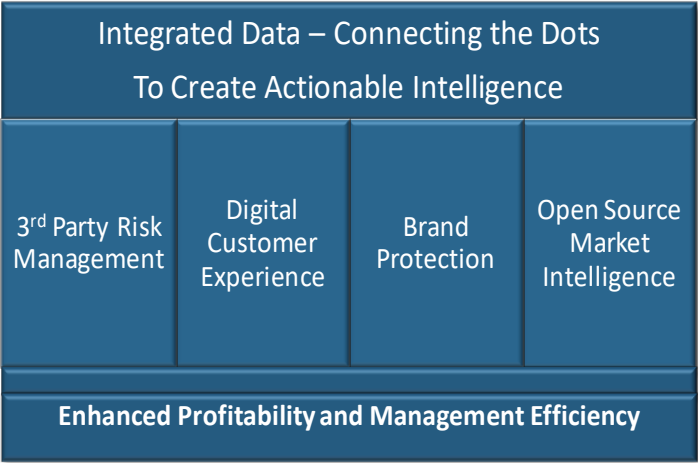 Integrated Data – Connecting the Dots
To Create Actionable Intelligence
3rd Party Risk
Management
Digital
Customer
Experience
Brand
Protection
Open Source
Market
Intelligence
Enhanced Profitability and Management Efficiency